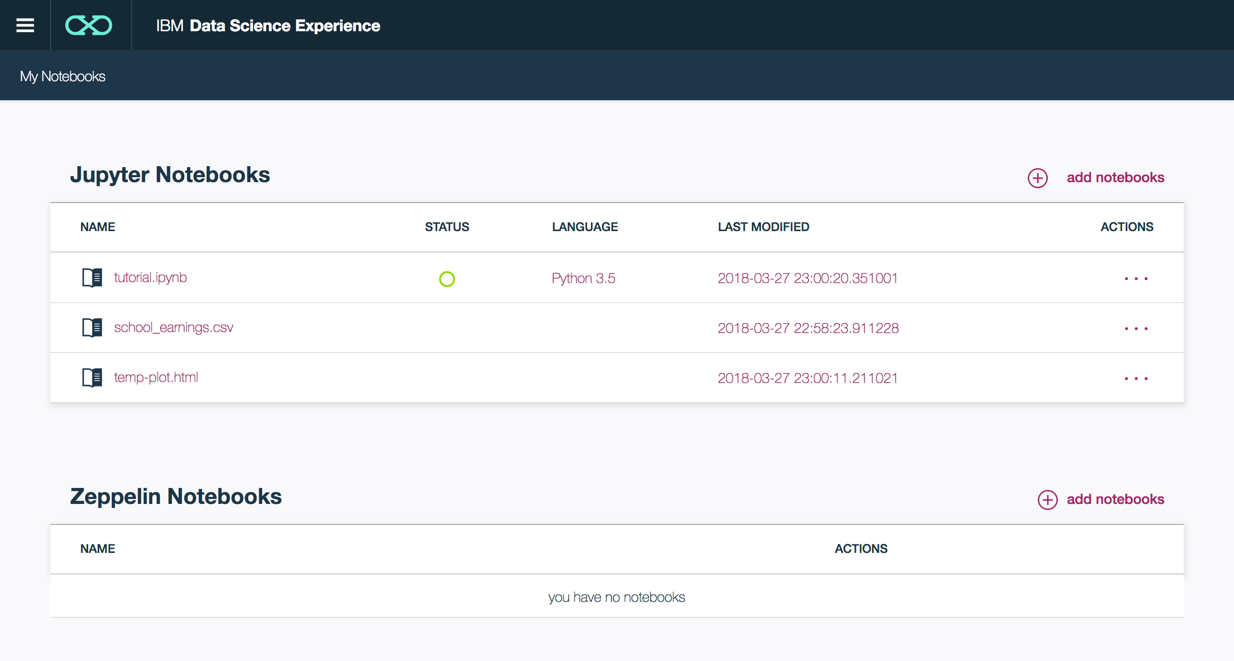 IBM Data Science Experience
My Notebooks
Jupyter Notebooks
add notebooks
NAME STATUS LANGUAGE LAST MODIFIED ACTIONS
tutorial.ipynb Python 3.5 2018-03-27 23:00:20.351001
school_earnings.csv 2018-03-27 22:58:23.911228
temp-plot.html 2018-03-27 23:00:11.211021
Zeppelin Notebooks
add notebooks
NAME ACTIONS
you have no notebooks